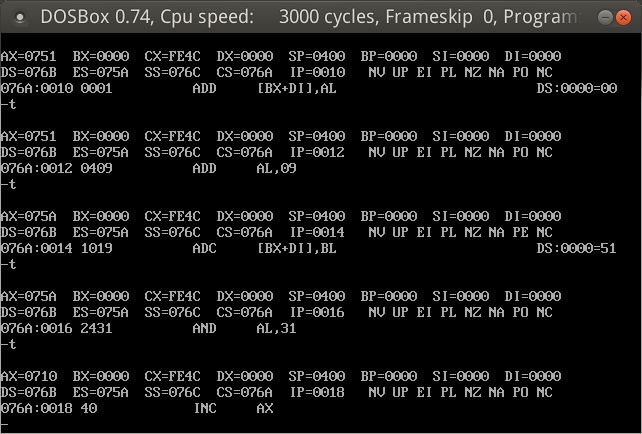 DOSBox 0.74, Cpu speed: 3000 cycles, Frameskip 0, Program
AX=0751 BX=0000 CX=FE4C DX=0000 SP=0400 BP=0000 SI=0000 DI=0000
DS=076B ES=075A SS=076C CS=076A IP=0010 NV UP EI PL NZ NA PO NC
076A:0010 0001 ADD [BX+DI],AL DS:0000=00
-t
AX=0751 BX=0000 CX=FE4C DX=0000 SP=0400 BP=0000 SI=0000 DI=0000
DS=076B ES=075A SS=076C CS=076A IP=0012 NV UP EI PL NZ NA PO NC
076A:0012 0409 ADD AL,09
-t
AX=075A BX=0000 CX=FE4C DX=0000 SP=0400 BP=0000 SI=0000 DI=0000
DS=076B ES=075A SS=076C CS=076A IP=0014 NV UP EI PL NZ NA PE NC
076A:0014 1019 ADC [BX+DI],BL DS:0000=51
-t
AX=075A BX=0000 CX=FE4C DX=0000 SP=0400 BP=0000 SI=0000 DI=0000
DS=076B ES=075A SS=076C CS=076A IP=0016 NV UP EI PL NZ NA PO NC
076A:0016 2431 AND AL,31
-t
AX=0710 BX=0000 CX=FE4C DX=0000 SP=0400 BP=0000 SI=0000 DI=0000
DS=076B ES=075A SS=076C CS=076A IP=0018 NV UP EI PL NZ NA PO NC
076A:0018 40 INC AX
-